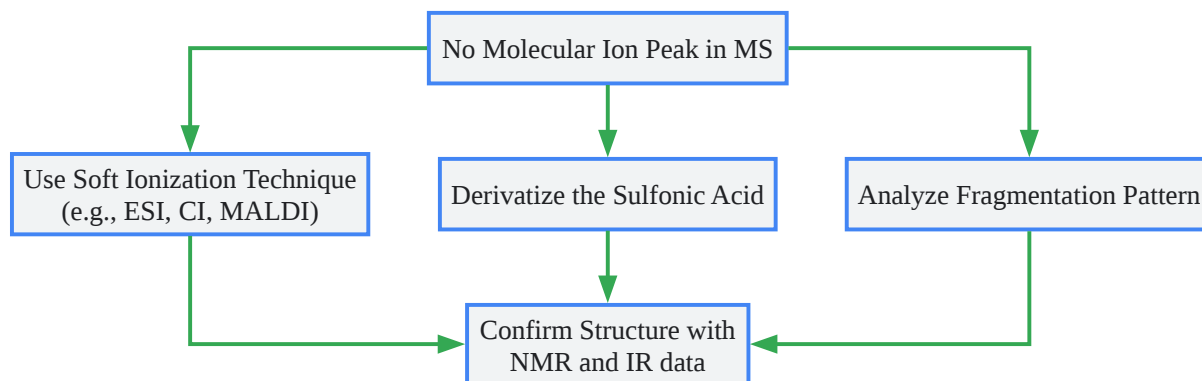 No Molecular Ion Peak in MS
Use Soft Ionization Technique
(e.g., ESI, CI, MALDI)
Derivatize the Sulfonic Acid
Analyze Fragmentation Pattern
Confirm Structure with
NMR and IR data